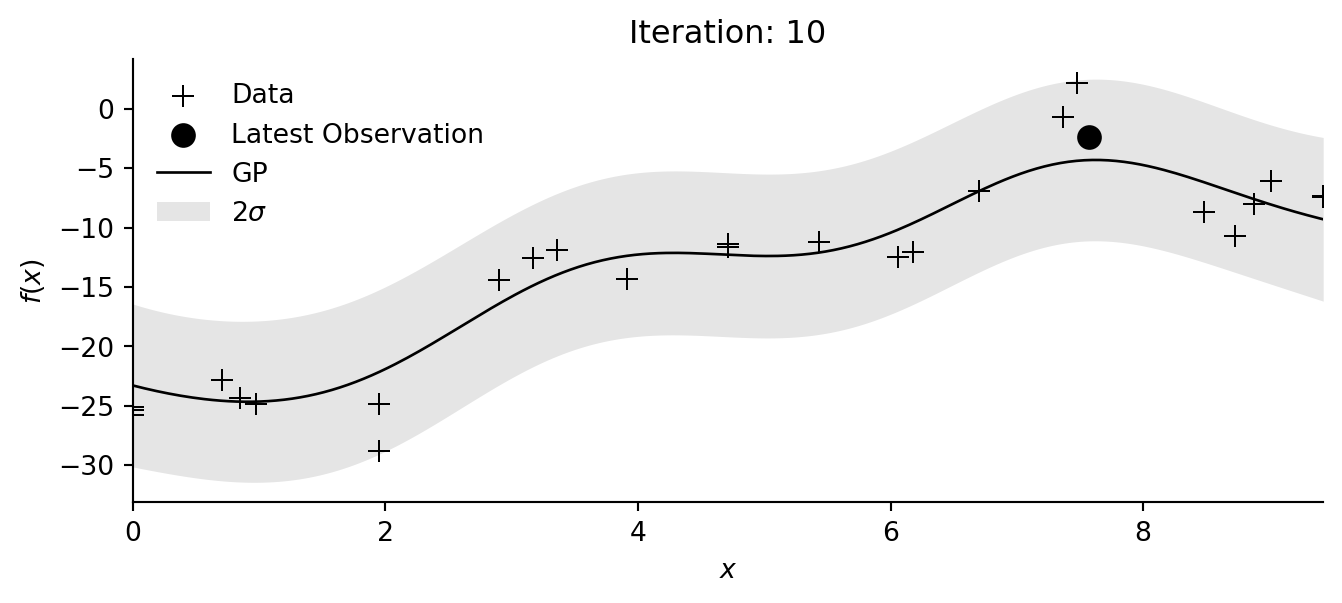 Iteration: 10
Data
Latest Observation
GP
2σ
f(x)
0
−5
−10
−15
−20
−25
−30
0 2 4 6 8
x